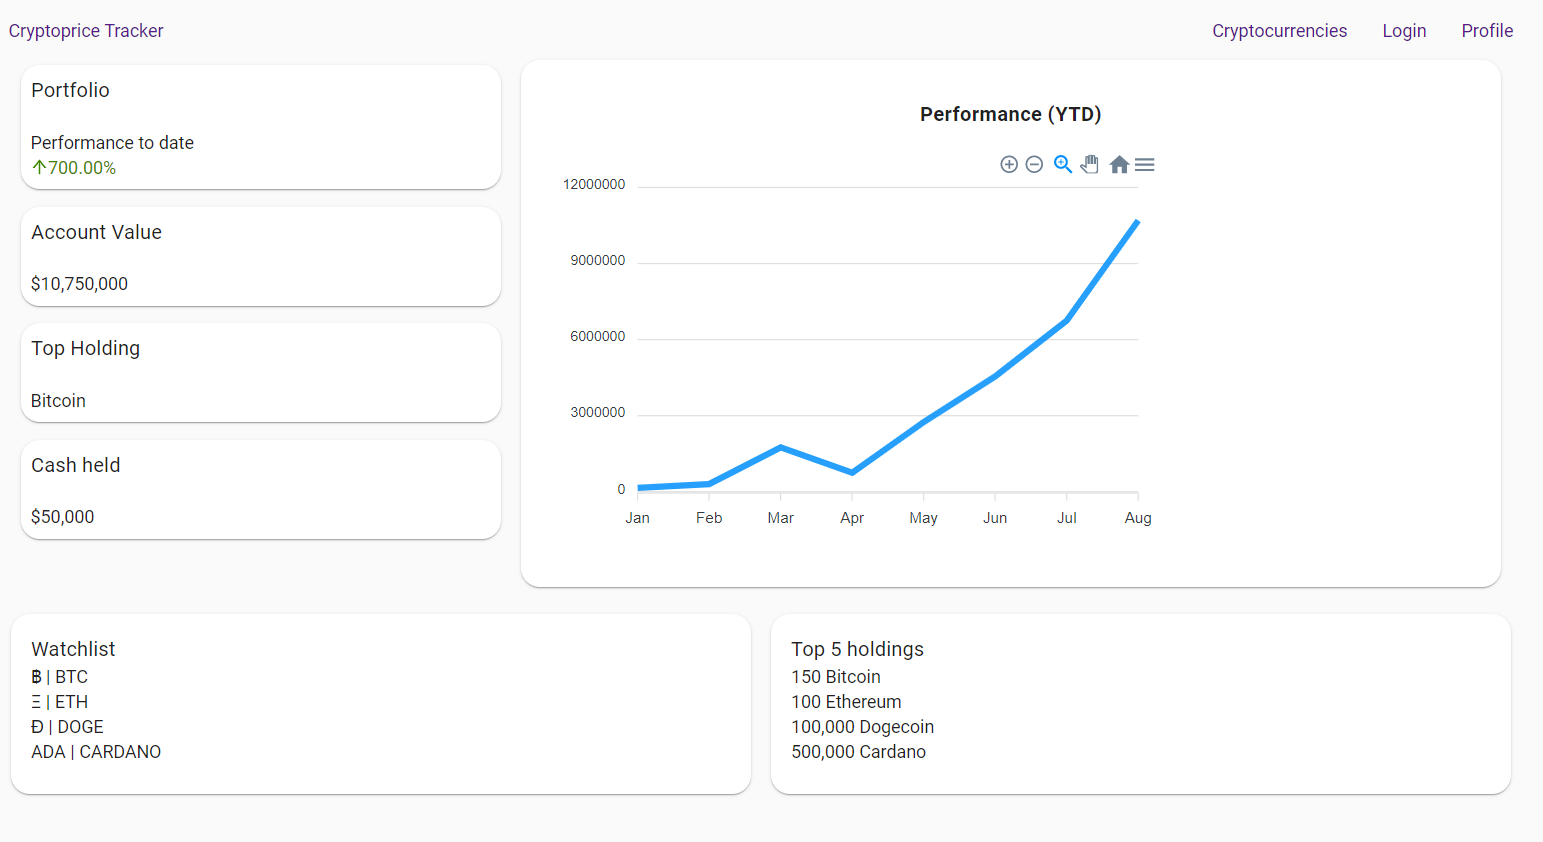 Cryptoprice Tracker
Cryptocurrencies Login Profile
Portfolio
Performance to date
↑700.00%
Account Value
$10,750,000
Top Holding
Bitcoin
Cash held
$50,000
Performance (YTD)
12000000
9000000
6000000
3000000
0
Jan Feb Mar Apr May Jun Jul Aug
Watchlist
₿ | BTC
Ξ | ETH
Ð | DOGE
ADA | CARDANO
Top 5 holdings
150 Bitcoin
100 Ethereum
100,000 Dogecoin
500,000 Cardano